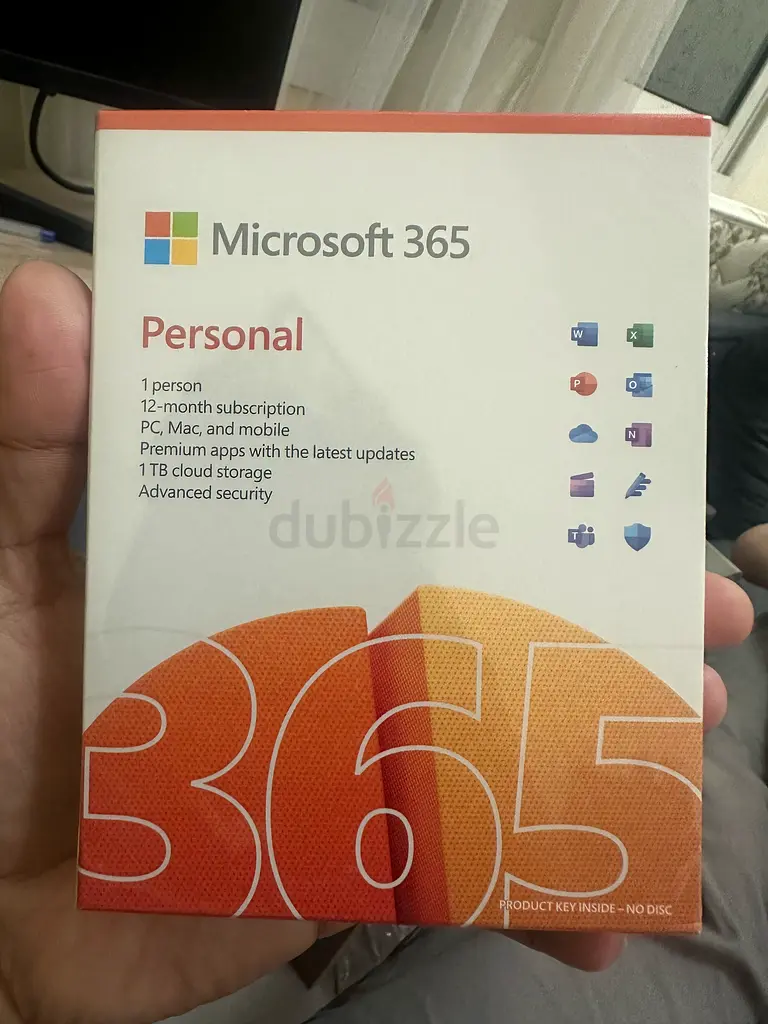 Microsoft 365
Personal
1 person
12-month subscription
PC, Mac, and mobile
Premium apps with the latest updates
1 TB cloud storage
Advanced security
W
X
P
O
N
T
dubizzle
365
PRODUCT KEY INSIDE – NO DISC